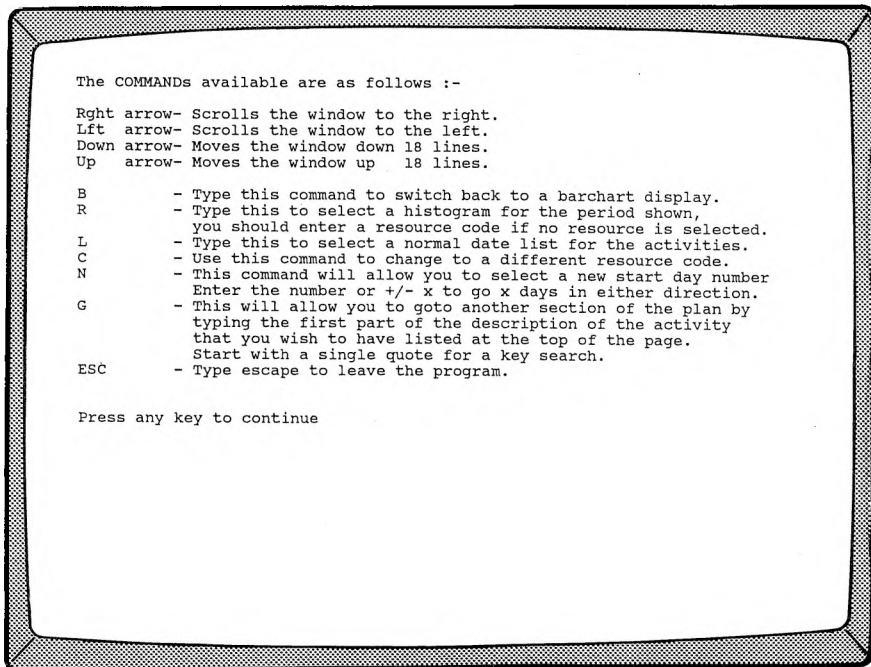 The COMMANDs available are as follows :-
Rght arrow- Scrolls the window to the right.
Lft  arrow- Scrolls the window to the left.
Down arrow- Moves the window down 18 lines.
Up   arrow- Moves the window up   18 lines.
B         - Type this command to switch back to a barchart display.
R         - Type this to select a histogram for the period shown,
you should enter a resource code if no resource is selected.
L         - Type this to select a normal date list for the activities.
C         - Use this command to change to a different resource code.
N         - This command will allow you to select a new start day number
Enter the number or +/- x to go x days in either direction.
G         - This will allow you to goto another section of the plan by
typing the first part of the description of the activity
that you wish to have listed at the top of the page.
Start with a single quote for a key search.
ESC       - Type escape to leave the program.
Press any key to continue